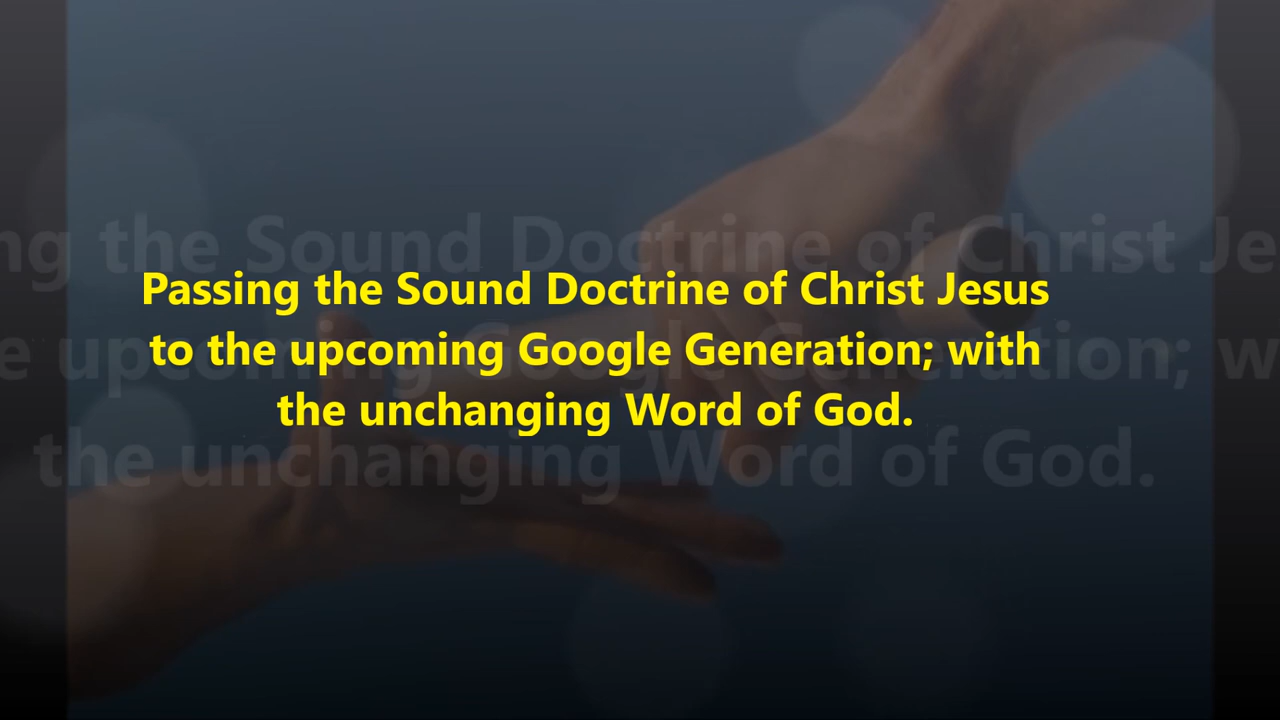 Passing the Sound Doctrine of Christ Jesus
to the upcoming Google Generation; with
the unchanging Word of God.